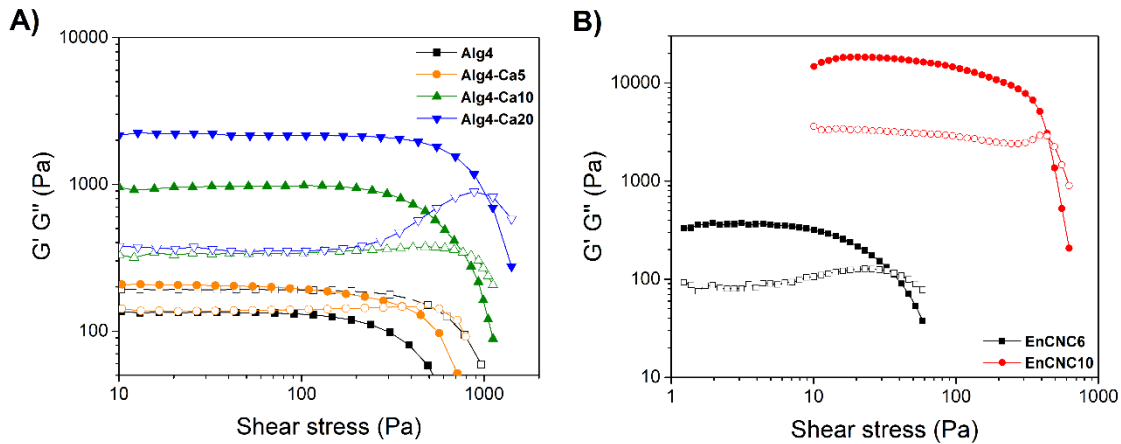 A)
10000
1000
100
G' G" (Pa)
10
100
1000
Shear stress (Pa)
Alg4
Alg4-Ca5
Alg4-Ca10
Alg4-Ca20
B)
10000
1000
100
10
G' G" (Pa)
1
10
100
1000
Shear stress (Pa)
EnCNC6
EnCNC10